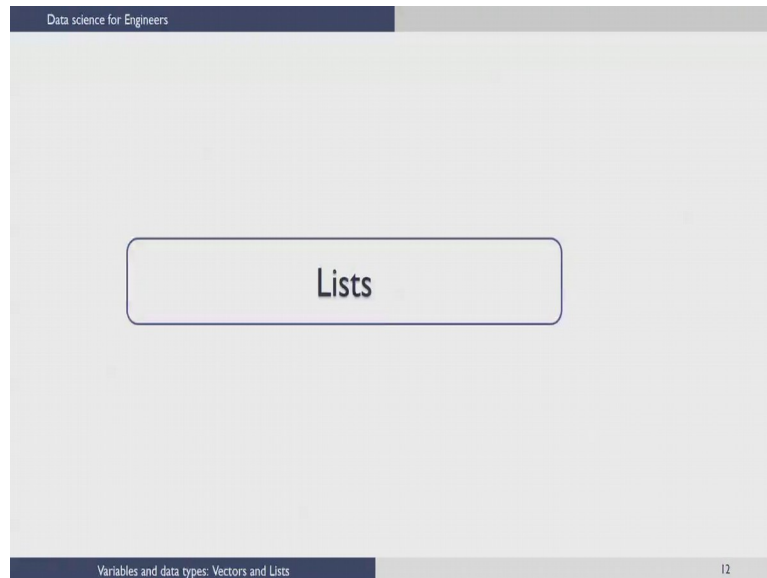 Data science for Engineers
Lists
Variables and data types: Vectors and Lists
12